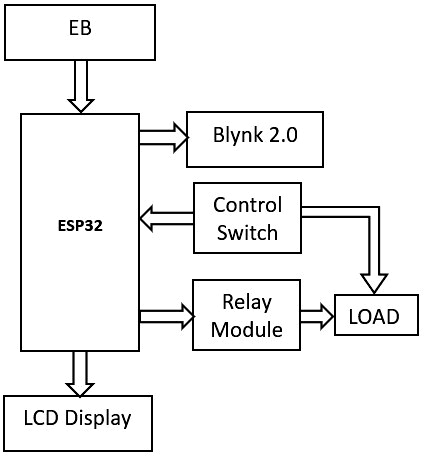 EB
Blynk 2.0
ESP32
Control
Switch
Relay
Module
LOAD
LCD Display